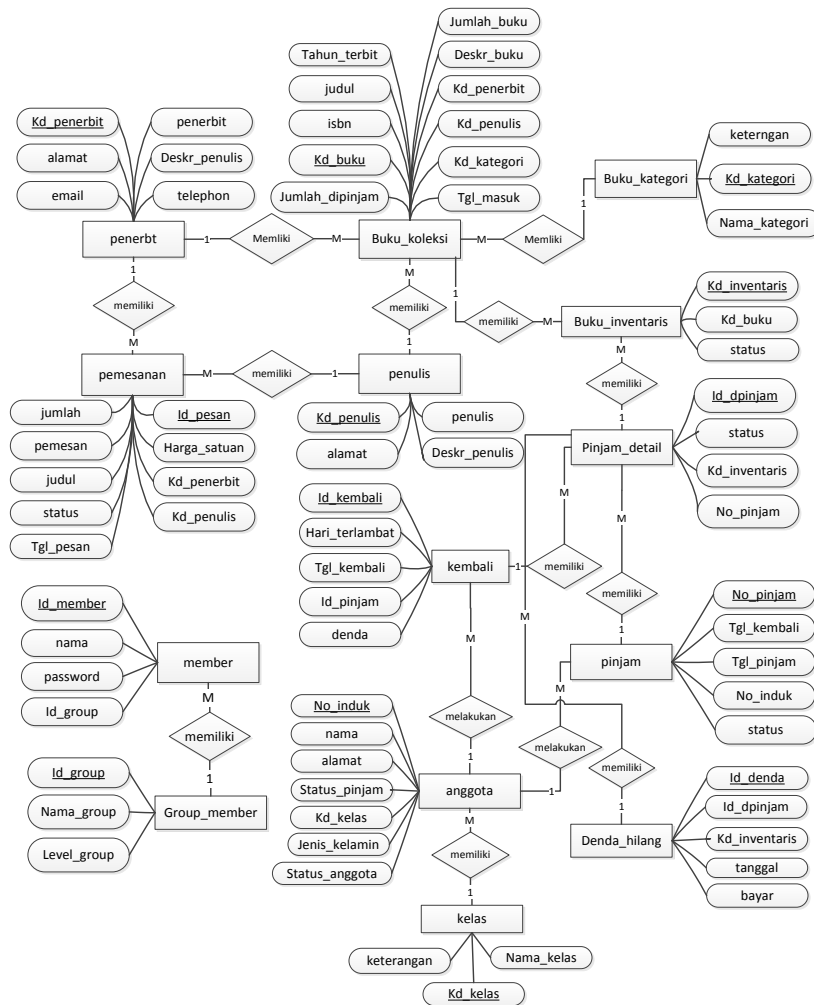 Jumlah_buku
Tahun_terbit
Deskr_buku
judul
Kd_penerbit
isbn
Kd_penulis
Kd_buku
Kd_kategori
Jumlah_dipinjam
Tgl_masuk
Kd_penerbit
penerbit
alamat
Deskr_penulis
email
telephon
keterngan
Kd_kategori
Nama_kategori
Buku_kategori
1
penerbt
1
Memliki
M
Buku_koleksi
M
Memliki
1
memiliki
M
M
memiliki
1
1
memiliki
M
Buku_inventaris
Kd_inventaris
Kd_buku
status
M
memiliki
1
pemesanan
M
memiliki
1
penulis
jumlah
Id_pesan
pemesan
Harga_satuan
judul
Kd_penerbit
status
Kd_penulis
Tgl_pesan
Kd_penulis
penulis
alamat
Deskr_penulis
Pinjam_detail
Id_dpinjam
status
Kd_inventaris
No_pinjam
Id_kembali
Hari_terlambat
Tgl_kembali
Id_pinjam
denda
kembali
1
memiliki
M
M
memiliki
1
M
Id_member
nama
password
Id_group
member
M
memiliki
1
Id_group
Nama_group
Level_group
Group_member
M
melakukan
1
pinjam
No_pinjam
Tgl_kembali
Tgl_pinjam
No_induk
status
M
melakukan
1
No_induk
nama
alamat
Status_pinjam
Kd_kelas
Jenis_kelamin
Status_anggota
anggota
memiliki
1
Denda_hilang
Id_denda
Id_dpinjam
Kd_inventaris
tanggal
bayar
M
memiliki
1
kelas
keterangan
Nama_kelas
Kd_kelas